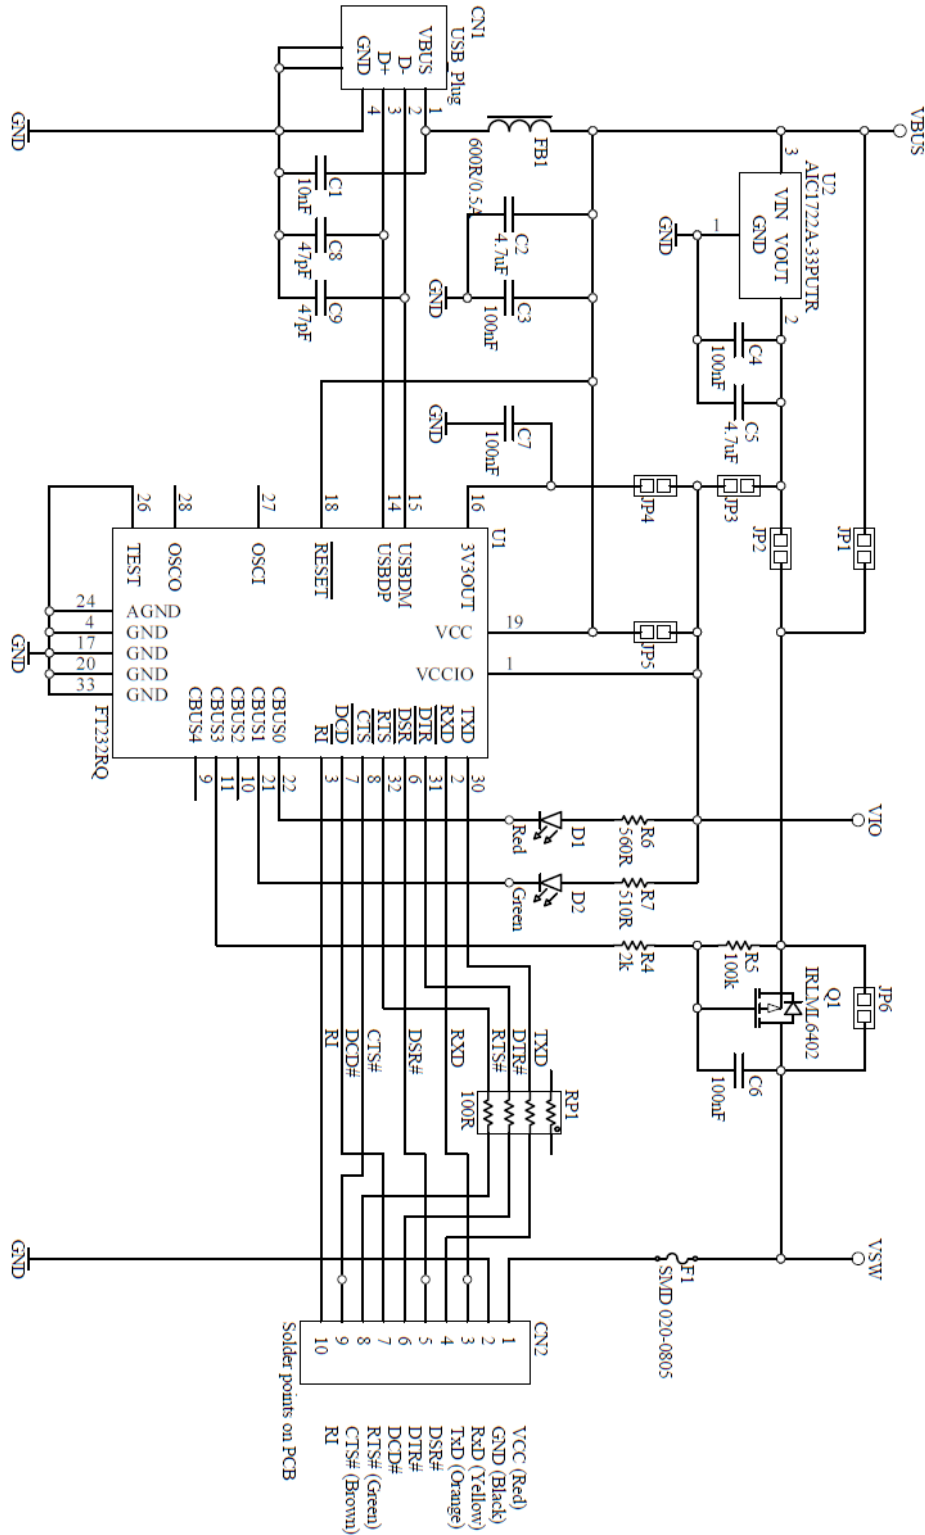 CN1
USB Plug
VBUS
D-
D+
GND
1
2
3
4
GND
C1
10nF
C8
47pF
C9
47pF
FB1
600R/0.5A
C2
4.7uF
C3
100nF
GND
VBUS
U2
AIC1722A-33PUTR
VIN VOUT
GND
3
1
2
GND
C4
100nF
C5
4.7uF
C7
100nF
GND
JP4
JP3
JP2
JP1
JP5
U1
16
15
14
18
27
28
26
3V3OUT
USBDM
USBDP
RESET
OSCI
OSCO
TEST
24
4
17
20
33
AGND
GND
GND
GND
GND
GND
19
VCC
1
VCCIO
TXD
RXD
DTR
DSR
RTS
CTS
DCD
RI
CBUS0
CBUS1
CBUS2
CBUS3
CBUS4
FT232RQ
30
2
31
6
32
8
7
3
22
21
10
11
9
D1
Red
R6
560R
D2
Green
R7
510R
VIO
R4
2k
R5
100k
Q1
IRLML6402
JP6
C6
100nF
TXD
DTR#
RTS#
RXD
DSR#
CTS#
DCD#
RI
RP1
100R
VSW
F1
SMD 020-0805
GND
CN2
1
2
3
4
5
6
7
8
9
10
Solder points on PCB
VCC (Red)
GND (Black)
RxD (Yellow)
TxD (Orange)
DSR#
DTR#
DCD#
RTS# (Green)
CTS# (Brown)
RI